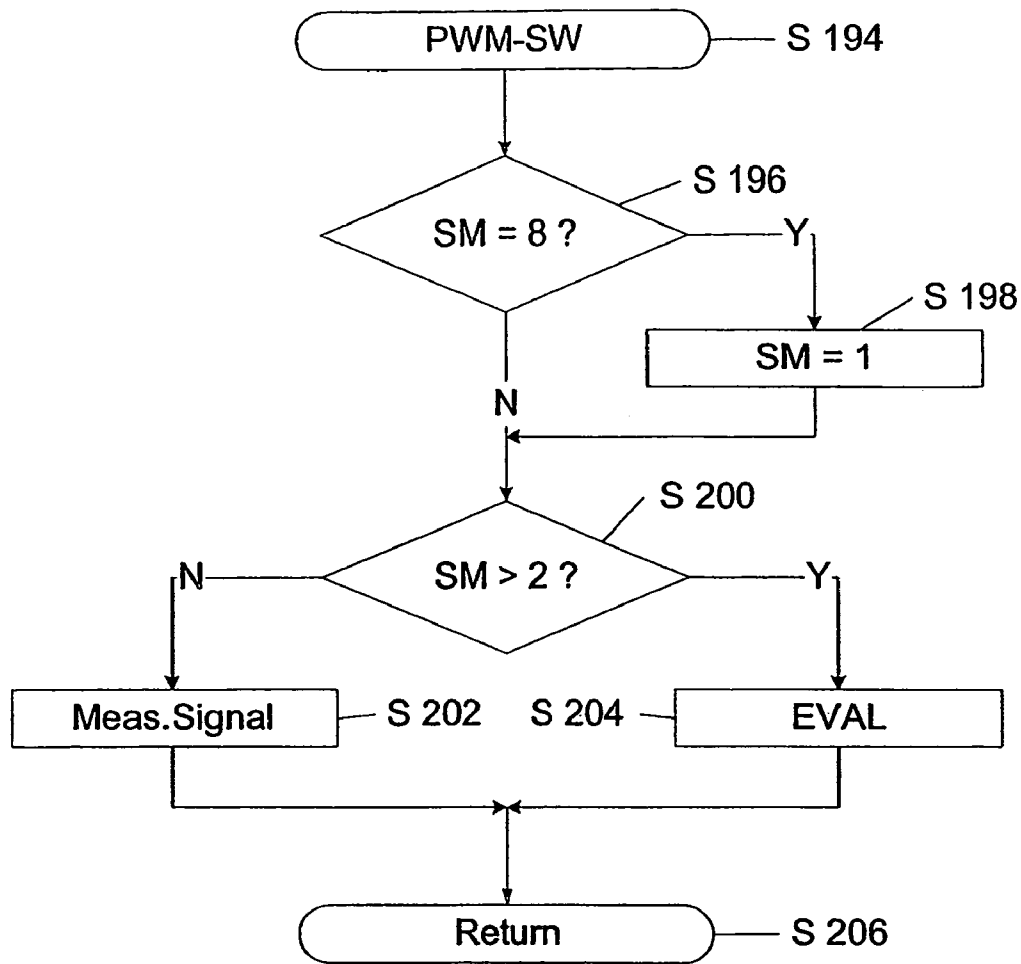 PWM-SW
S 194
S 196
SM = 8 ?
Y
S 198
SM = 1
N
S 200
SM > 2 ?
N
Y
Meas.Signal
S 202
S 204
EVAL
Return
S 206